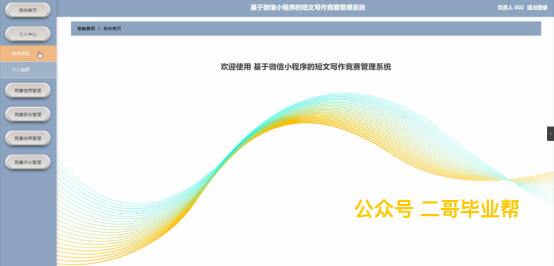 基于微信小程序的短文写作竞赛管理系统
负责人 002 退出登录
系统首页
系统首页 | 系统首页
个人中心
个人信息
欢迎使用 基于微信小程序的短文写作竞赛管理系统
竞赛信息管理
竞赛报名管理
竞赛成果管理
竞赛评分管理
公众号 二哥毕业帮